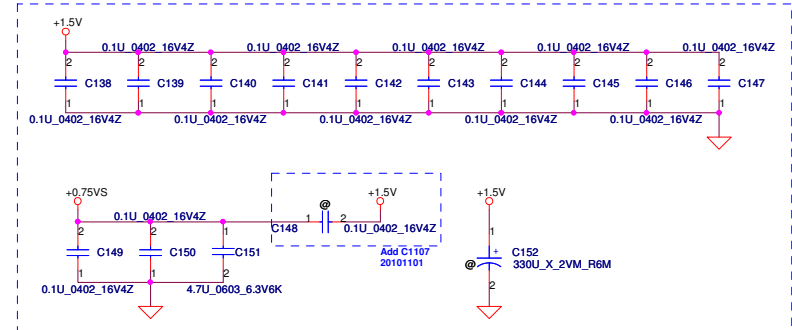 +1.5V
0.1U_0402_16V4Z 0.1U_0402_16V4Z 0.1U_0402_16V4Z 0.1U_0402_16V4Z 0.1U_0402_16V4Z
2 2 2 2 2 2 2 2 2 2
C138 C139 C140 C141 C142 C143 C144 C145 C146 C147
1 1 1 1 1 1 1 1 1 1
0.1U_0402_16V4Z 0.1U_0402_16V4Z 0.1U_0402_16V4Z 0.1U_0402_16V4Z 0.1U_0402_16V4Z
+0.75VS +1.5V +1.5V
@
0.1U_0402_16V4Z 1 2
C148 0.1U_0402_16V4Z
2 2 1 1
C149 C150 C151
Add C1107
20101101
+ C152
@ 330U_X_2VM_R6M
1 1 2 2
0.1U_0402_16V4Z 4.7U_0603_6.3V6K